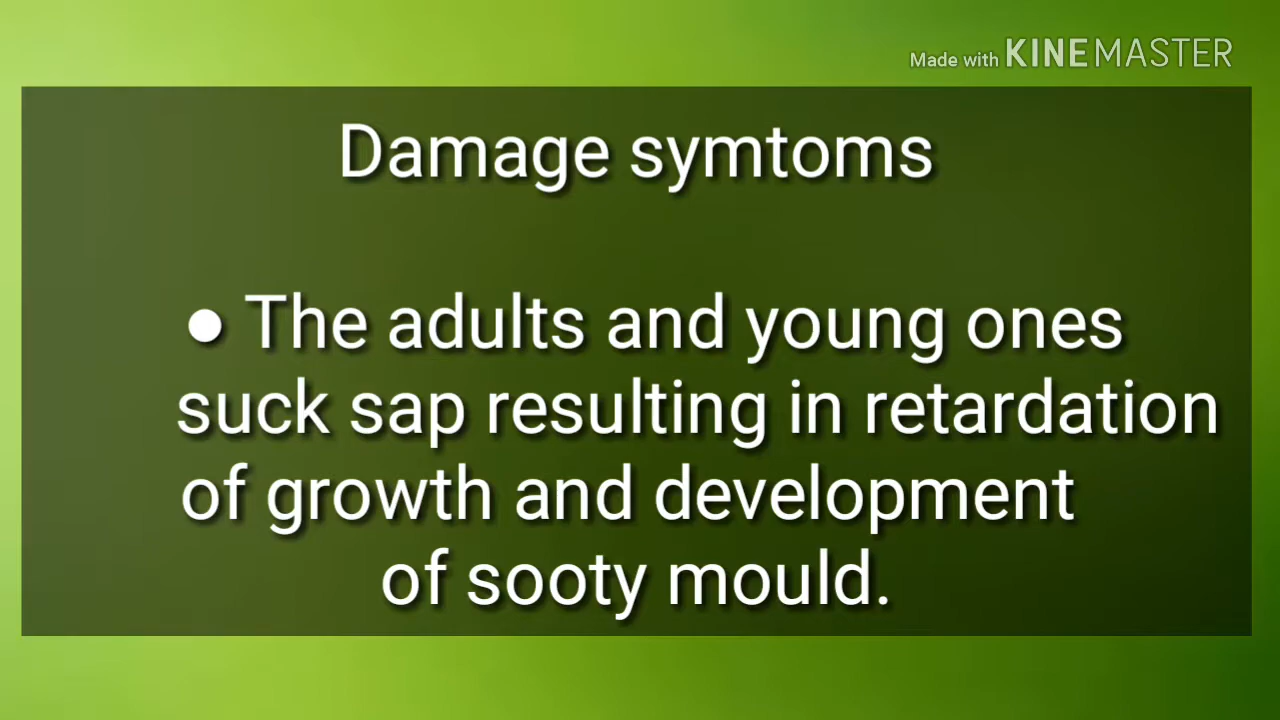 Made with KINEMASTER
Damage symtoms
● The adults and young ones
suck sap resulting in retardation
of growth and development
of sooty mould.